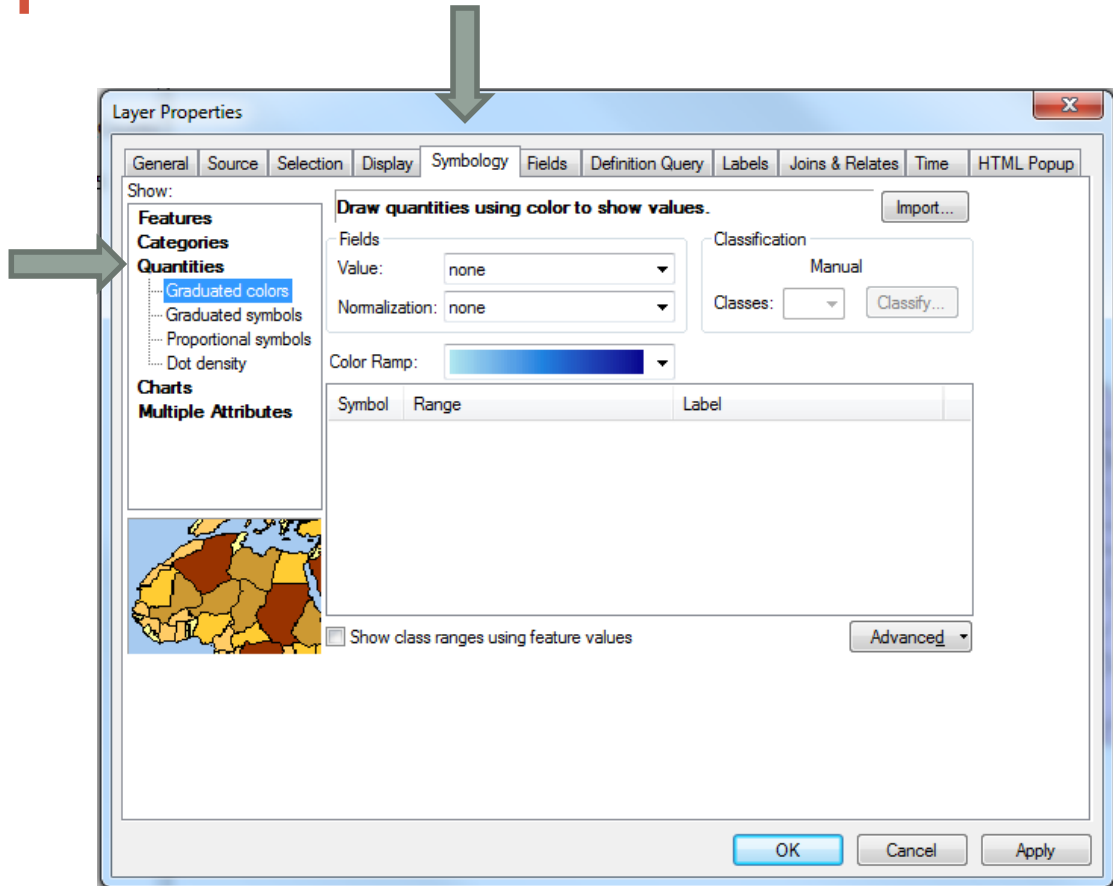 Layer Properties
General Source Selection Display Symbology Fields Definition Query Labels Joins & Relates Time HTML Popup
Show:
Features
Categories
Quantities
Graduated colors
Graduated symbols
Proportional symbols
Dot density
Charts
Multiple Attributes
Draw quantities using color to show values.
Import...
Fields
Value: none
Normalization: none
Classification
Manual
Classes: Classify...
Color Ramp:
Symbol Range Label
Show class ranges using feature values
Advanced
OK Cancel Apply